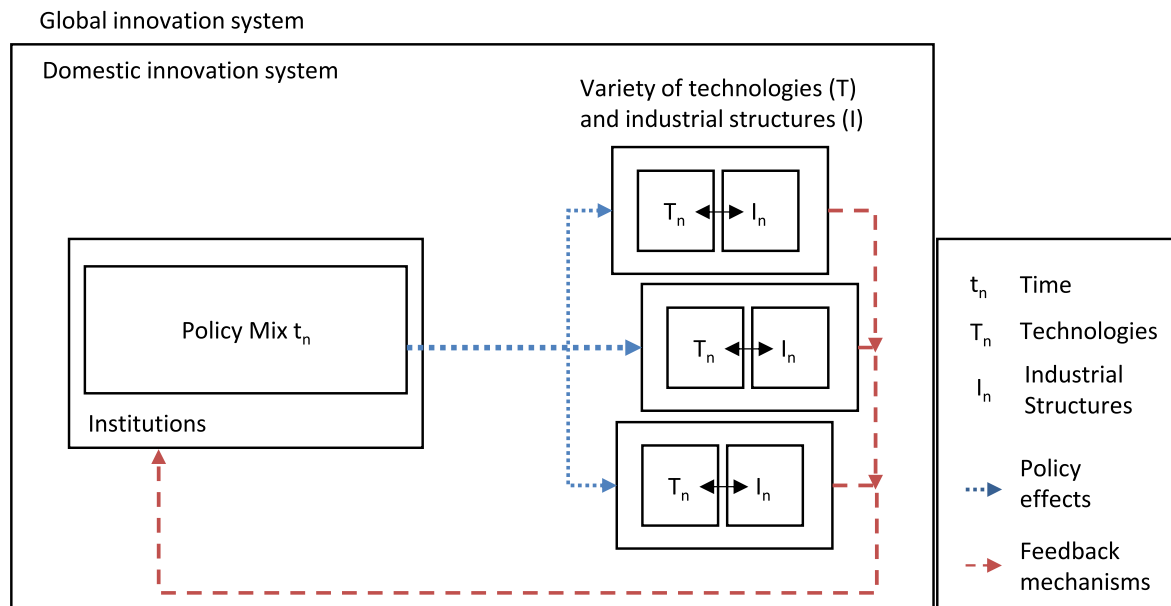 Global innovation system
Domestic innovation system
Variety of technologies (T)
and industrial structures (I)
Tn In
Policy Mix tn
Institutions
Tn In
Tn In
tn Time
Tn Technologies
In Industrial
Structures
Policy
effects
Feedback
mechanisms